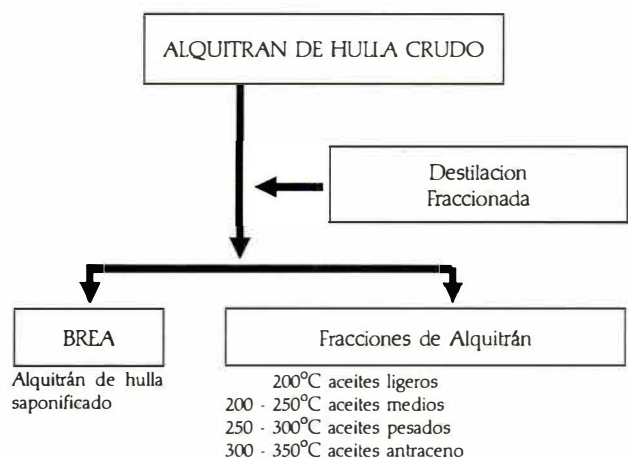 ALQUITRAN DE HULLA CRUDO
Destilacion
Fraccionada
BREA
Alquitrán de hulla
saponificado
Fracciones de Alquitrán
200°C aceites ligeros
200 - 250°C aceites medios
250 - 300°C aceites pesados
300 - 350°C aceites antraceno